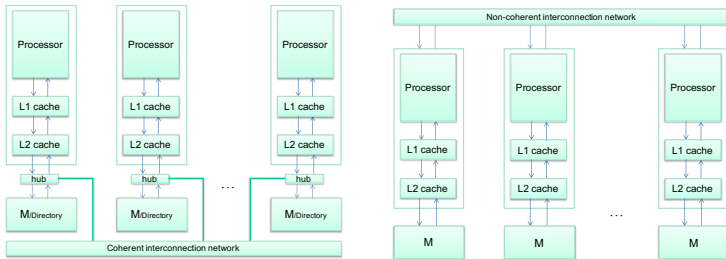 Processor
Processor
Processor
L1 cache
L1 cache
L1 cache
L2 cache
L2 cache
L2 cache
hub
hub
hub
...
M/Directory
M/Directory
M/Directory
Coherent interconnection network
Non-coherent interconnection network
Processor
Processor
Processor
L1 cache
L1 cache
L1 cache
L2 cache
L2 cache
L2 cache
...
M
M
M